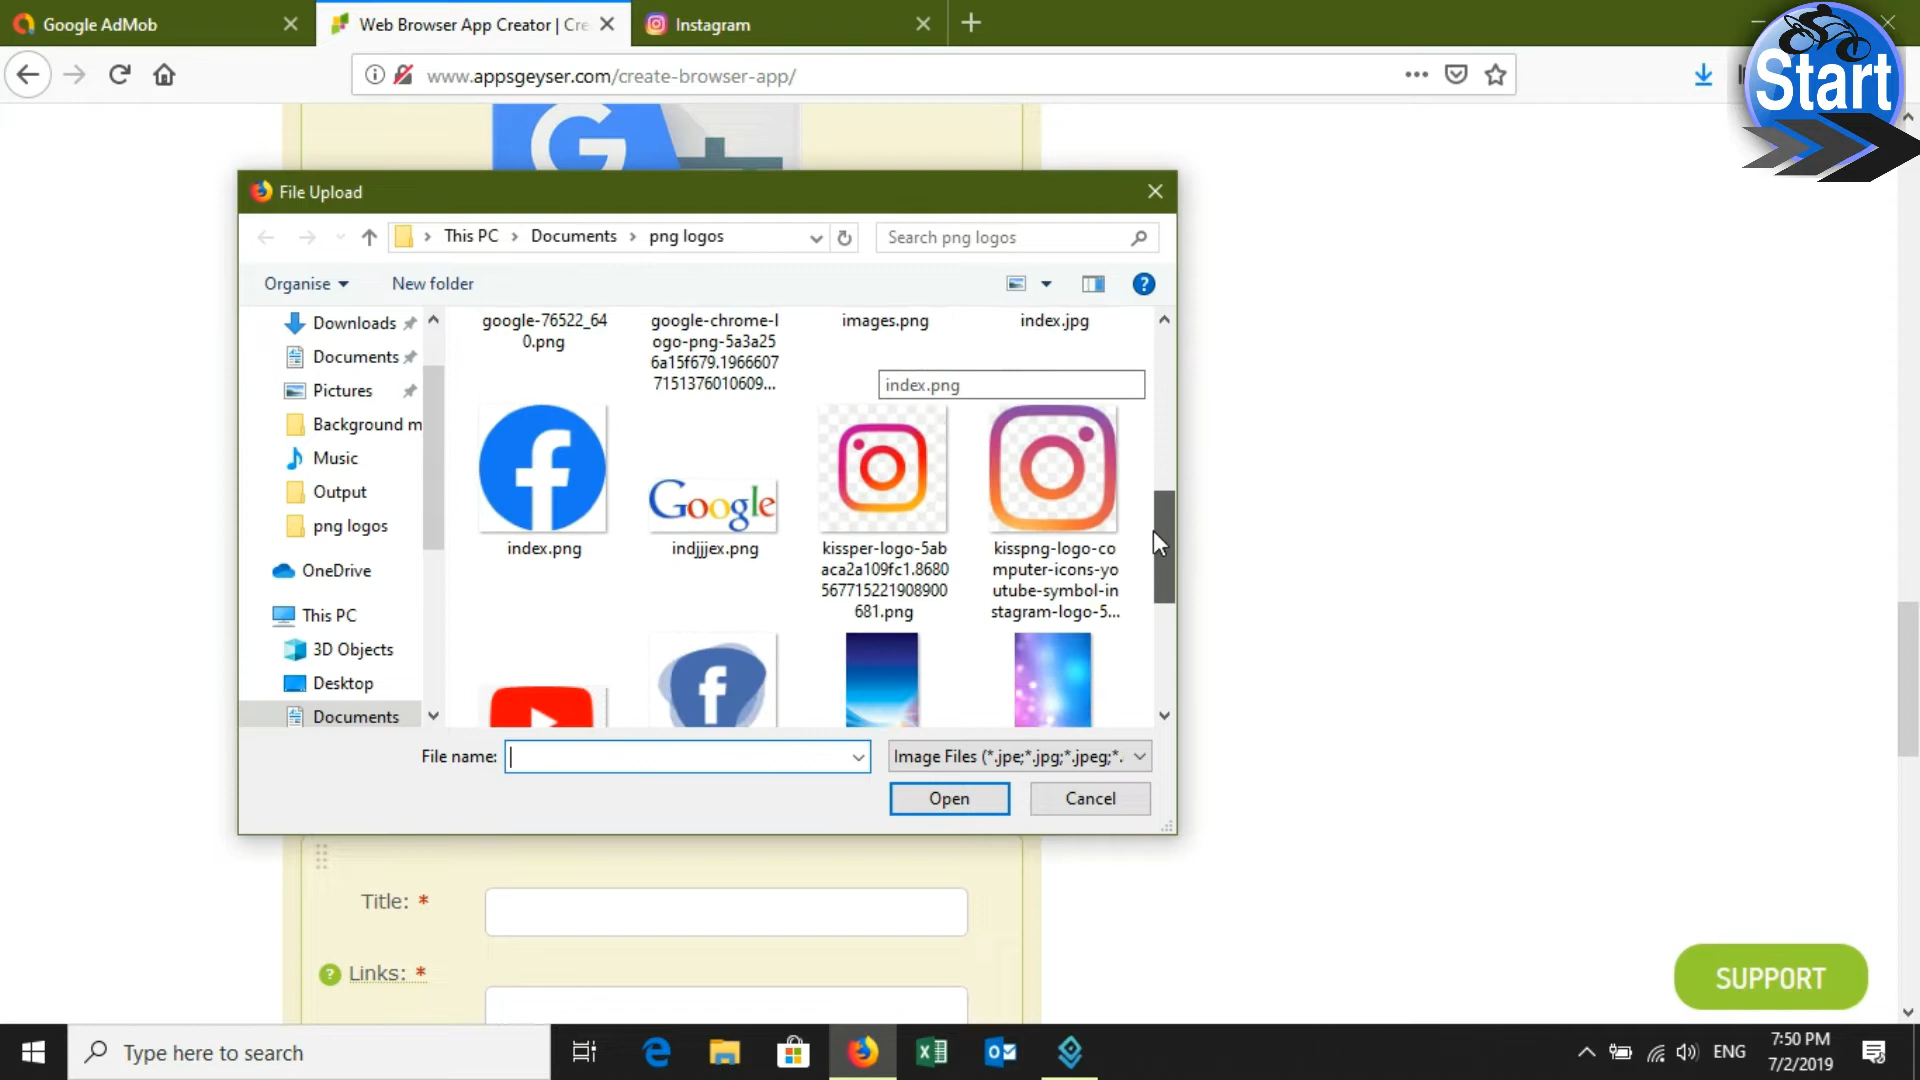 Google AdMob
Web Browser App Creator | Cre
Instagram
www.appsgeyser.com/create-browser-app/
Start
File Upload
This PC
Documents
png logos
Search png logos
Organise
New folder
Downloads
Documents
Pictures
Background m
Music
Output
png logos
OneDrive
This PC
3D Objects
Desktop
Documents
google-76522_64
0.png
google-chrome-l
ogo-png-5a3a25
6a15f679.1966607
7151376010609...
images.png
index.jpg
index.png
Google
index.png
indjjjex.png
kissper-logo-5ab
aca2a109fc1.8680
567715221908900
681.png
kisspng-logo-co
mputer-icons-yo
utube-symbol-in
stagram-logo-5...
File name:
Image Files (*.jpe;*.jpg;*.jpeg;*.
Open
Cancel
Title: *
Links: *
SUPPORT
Type here to search
ENG
7:50 PM
7/2/2019